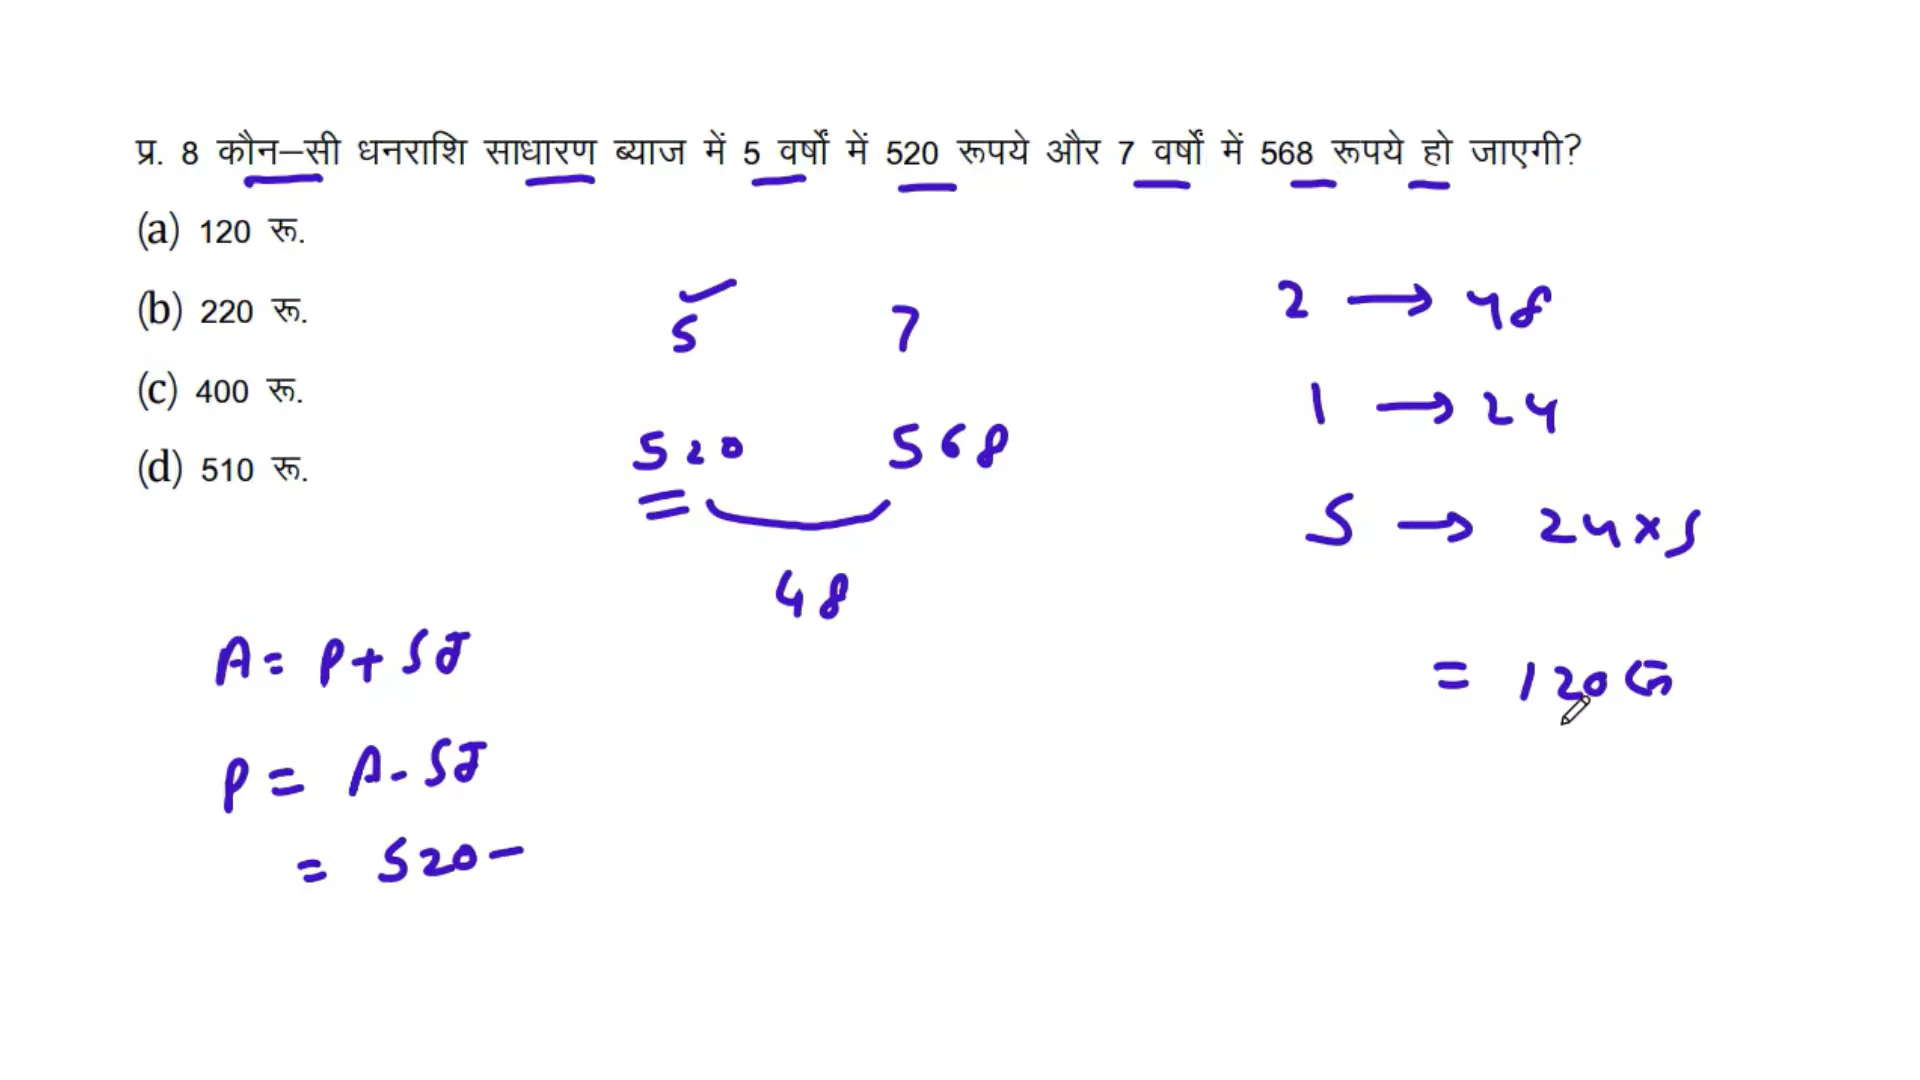 प्र. 8 कौन–सी धनराशि साधारण ब्याज में 5 वर्षों में 520 रूपये और 7 वर्षों में 568 रूपये हो जाएगी?
(a) 120 रू.
(b) 220 रू.
(c) 400 रू.
(d) 510 रू.
5 7
520 568
48
A = P + SI
P = A - SI
= 520 -
2 → 48
1 → 24
5 → 24 × 5
= 120 रू